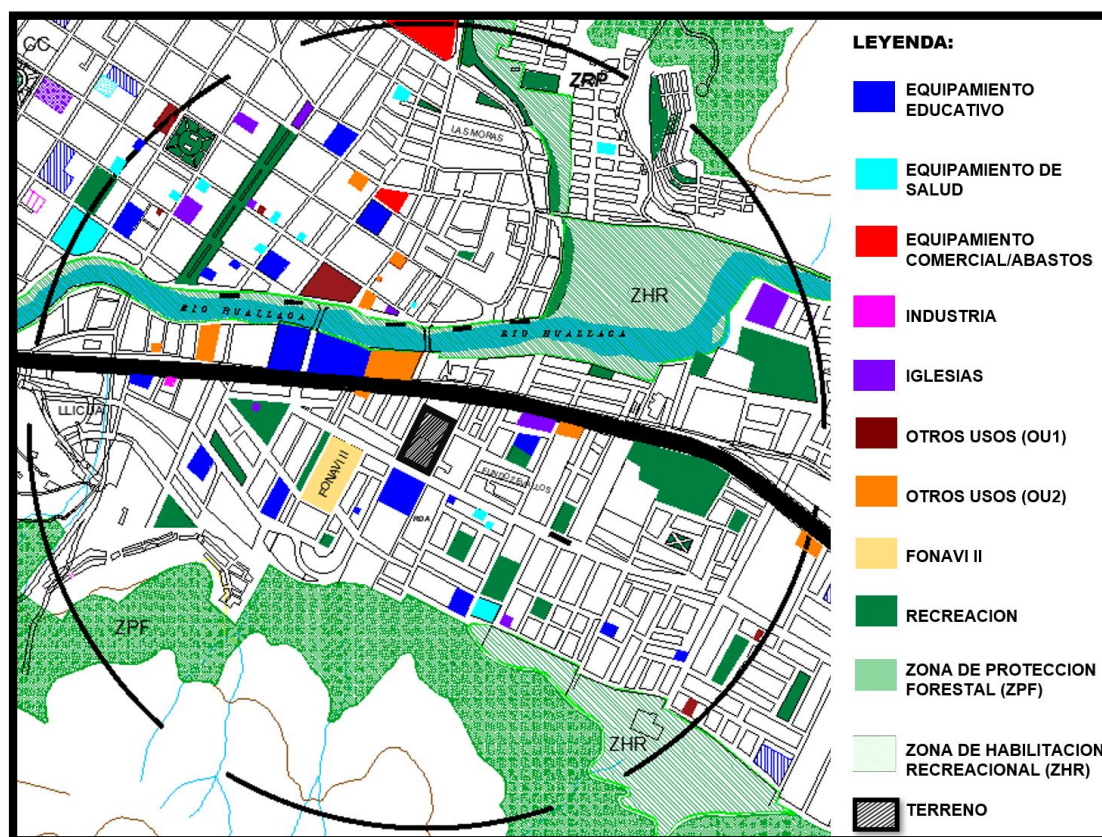 CC.
ZRP
LAS MORAS
ZHR
RIO HUALLAGA
RIO HUALLAGA
LLICUA
FONAVI II
FUNDO ZEVALLOS
ZPF
ZHR
LEYENDA:
EQUIPAMIENTO
EDUCATIVO
EQUIPAMIENTO DE
SALUD
EQUIPAMIENTO
COMERCIAL/ABASTOS
INDUSTRIA
IGLESIAS
OTROS USOS (OU1)
OTROS USOS (OU2)
FONAVI II
RECREACION
ZONA DE PROTECCION
FORESTAL (ZPF)
ZONA DE HABILITACION
RECREACIONAL (ZHR)
TERRENO